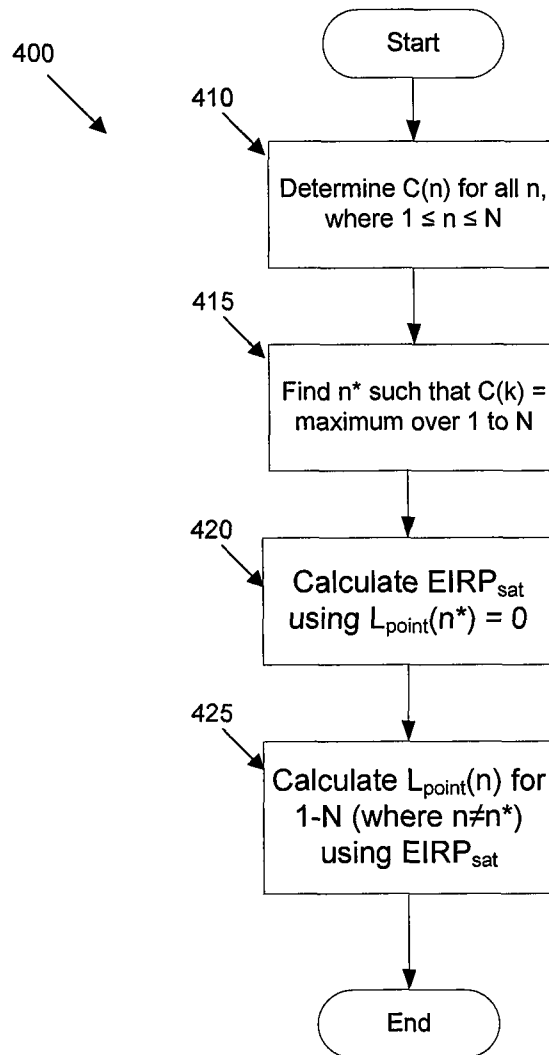 Start
400
410
Determine C(n) for all n,
where 1 ≤ n ≤ N
415
Find n* such that C(k) =
maximum over 1 to N
420
Calculate EIRPsat
using Lpoint(n*) = 0
425
Calculate Lpoint(n) for
1-N (where n≠n*)
using EIRPsat
End